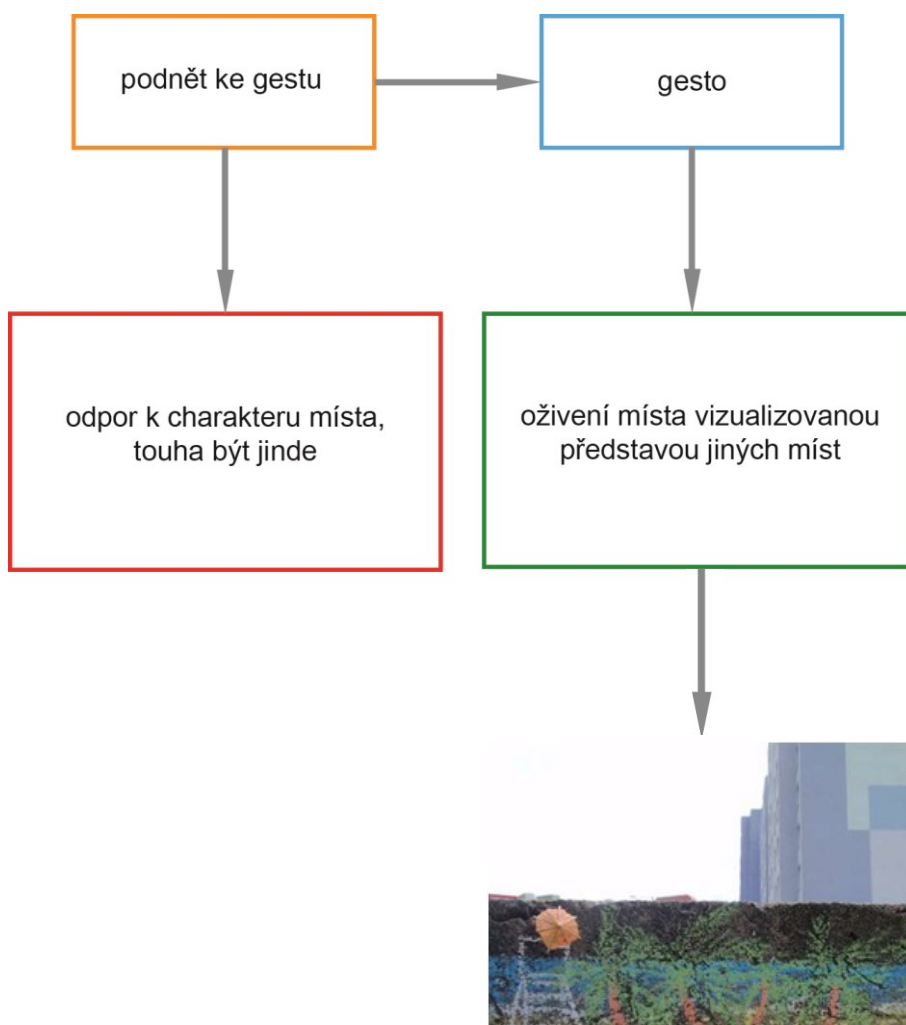 podnět ke gestu
gesto
odpor k charakteru místa,
touha být jinde
oživení místa vizualizovanou
představou jiných míst